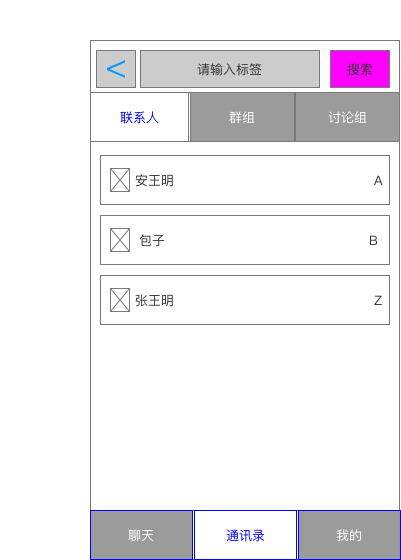 < 请输入标签 搜索
联系人 群组 讨论组
安王明 A
包子 B
张王明 Z
聊天 通讯录 我的